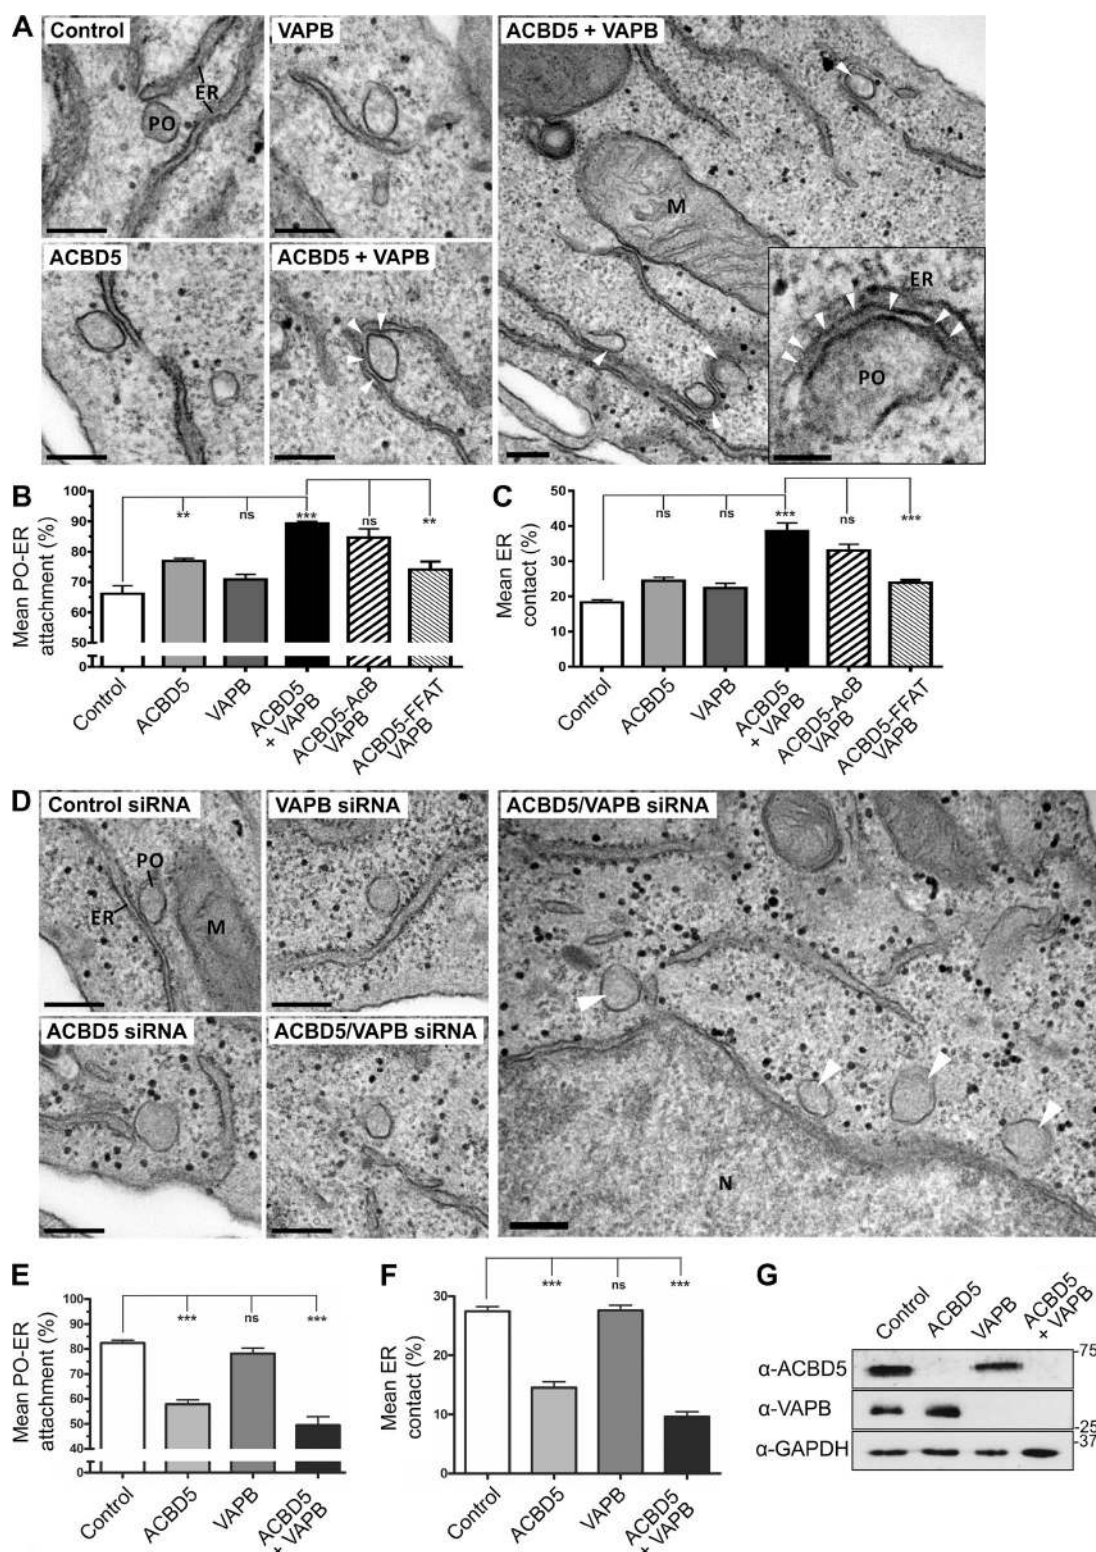 A
Control
ER
PO
VAPB
ACBD5 + VAPB
M
ER
PO
ACBD5
ACBD5 + VAPB
B
Mean PO-ER
attachment (%)
100
90
80
70
60
50
0
**
ns
***
ns
**
Control
ACBD5
VAPB
ACBD5
+ VAPB
ACBD5-AcB
VAPB
ACBD5-FFAT
VAPB
C
Mean ER
contact (%)
50
40
30
20
10
0
ns
ns
***
ns
***
Control
ACBD5
VAPB
ACBD5
+ VAPB
ACBD5-AcB
VAPB
ACBD5-FFAT
VAPB
D
Control siRNA
PO
ER
M
VAPB siRNA
ACBD5/VAPB siRNA
N
ACBD5 siRNA
ACBD5/VAPB siRNA
E
Mean PO-ER
attachment (%)
100
90
80
70
60
50
40
0
***
ns
***
Control
ACBD5
VAPB
ACBD5
+ VAPB
F
Mean ER
contact (%)
30
20
10
0
***
ns
***
Control
ACBD5
VAPB
ACBD5
+ VAPB
G
Control
ACBD5
VAPB
ACBD5
+ VAPB
α-ACBD5
-75
α-VAPB
-25
α-GAPDH
-37